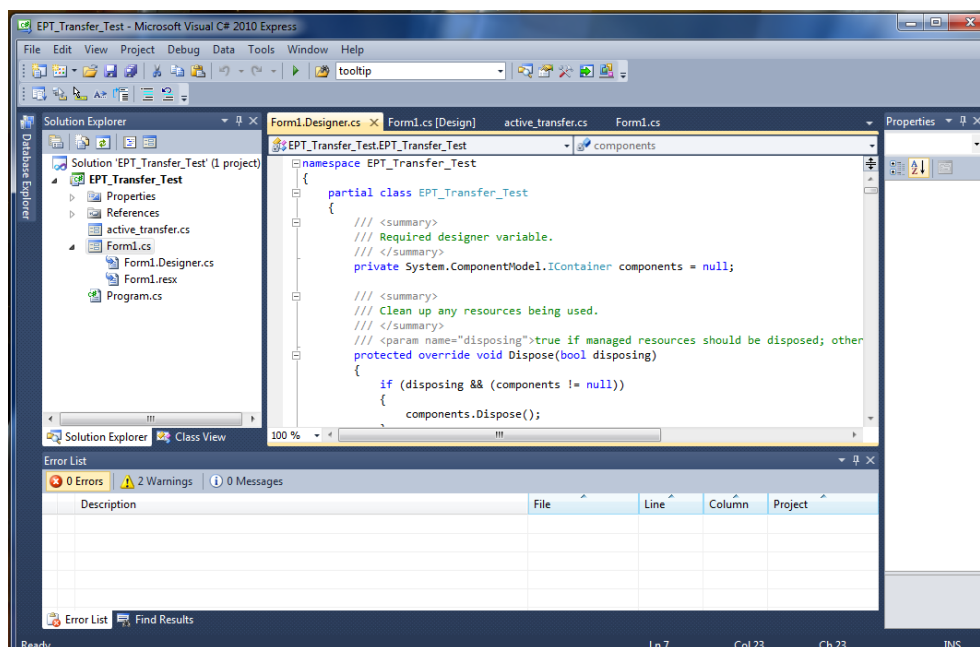 EPT_Transfer_Test - Microsoft Visual C# 2010 Express
File Edit View Project Debug Data Tools Window Help
tooltip
Database Explorer
Solution Explorer
Solution 'EPT_Transfer_Test' (1 project)
EPT_Transfer_Test
Properties
References
active_transfer.cs
Form1.cs
Form1.Designer.cs
Form1.resx
Program.cs
Solution Explorer Class View
Form1.Designer.cs Form1.cs [Design] active_transfer.cs Form1.cs
EPT_Transfer_Test.EPT_Transfer_Test components
namespace EPT_Transfer_Test
{
partial class EPT_Transfer_Test
{
/// <summary>
/// Required designer variable.
/// </summary>
private System.ComponentModel.IContainer components = null;
/// <summary>
/// Clean up any resources being used.
/// </summary>
/// <param name="disposing">true if managed resources should be disposed; other
protected override void Dispose(bool disposing)
{
if (disposing && (components != null))
{
components.Dispose();
100 %
Properties
Error List
0 Errors 2 Warnings 0 Messages
Description File Line Column Project
Error List Find Results
Ready Ln 7 Col 23 Ch 23 INS